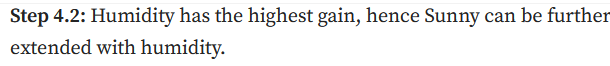 Step 4.2: Humidity has the highest gain, hence Sunny can be further
extended with humidity.